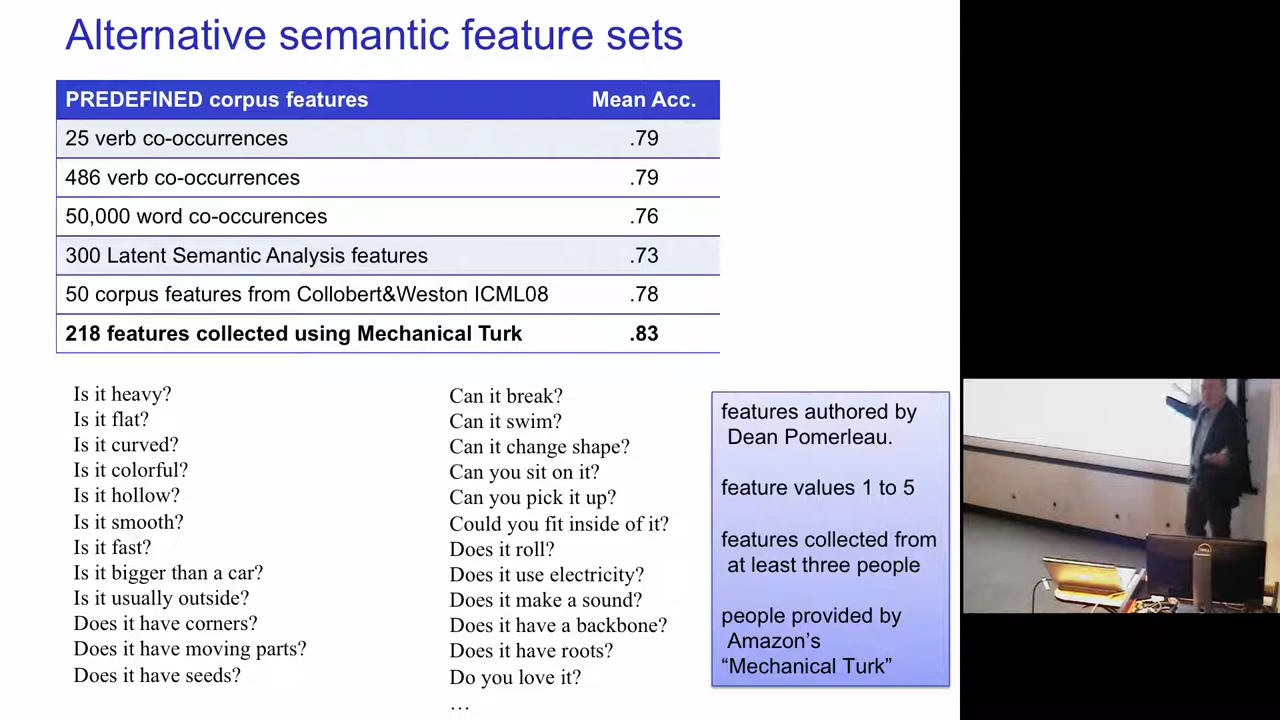 Alternative semantic feature sets
PREDEFINED corpus features Mean Acc.
25 verb co-occurrences .79
486 verb co-occurrences .79
50,000 word co-occurences .76
300 Latent Semantic Analysis features .73
50 corpus features from Collobert&Weston ICML08 .78
218 features collected using Mechanical Turk .83
Is it heavy?
Is it flat?
Is it curved?
Is it colorful?
Is it hollow?
Is it smooth?
Is it fast?
Is it bigger than a car?
Is it usually outside?
Does it have corners?
Does it have moving parts?
Does it have seeds?
Can it break?
Can it swim?
Can it change shape?
Can you sit on it?
Can you pick it up?
Could you fit inside of it?
Does it roll?
Does it use electricity?
Does it make a sound?
Does it have a backbone?
Does it have roots?
Do you love it?
…
features authored by
Dean Pomerleau.
feature values 1 to 5
features collected from
at least three people
people provided by
Amazon’s
“Mechanical Turk”